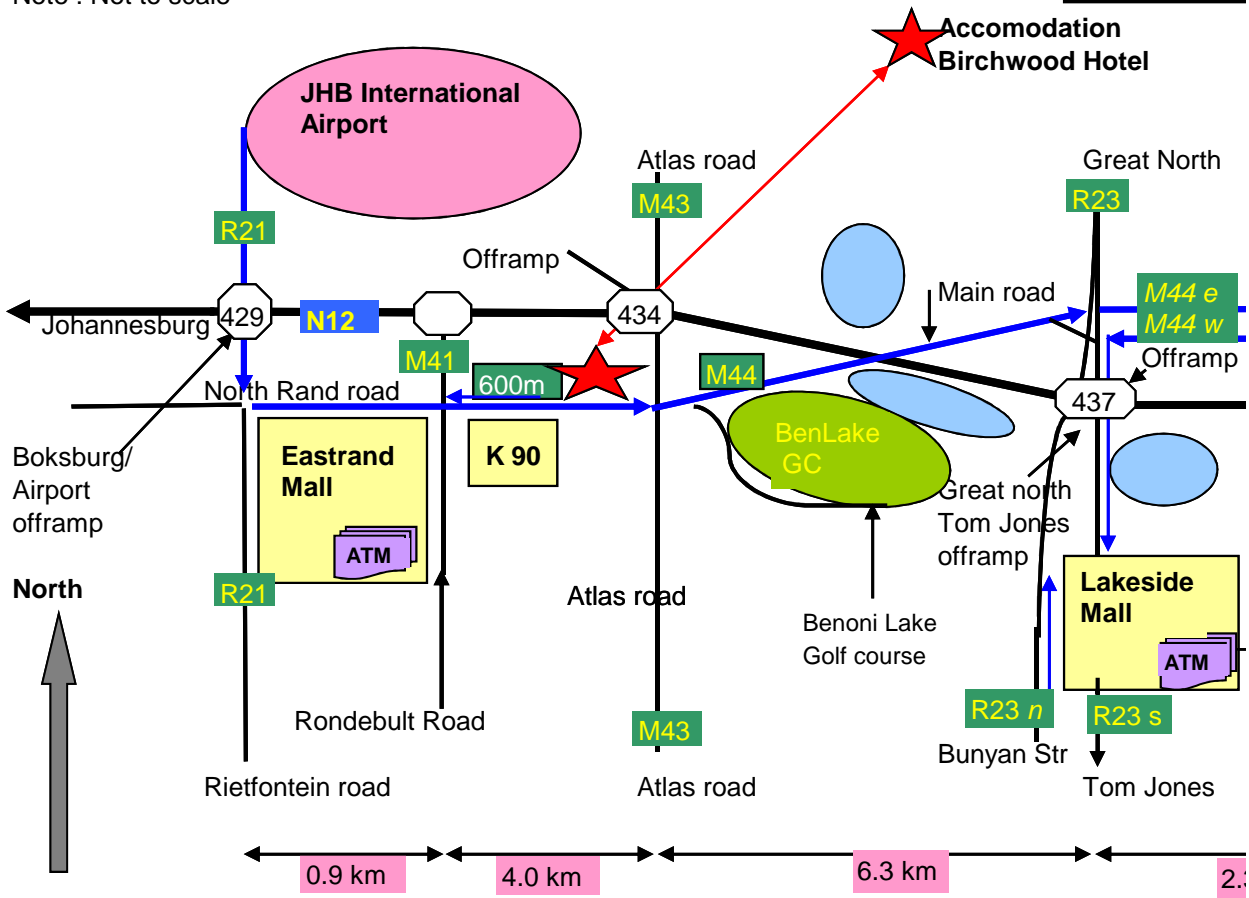 Note : Not to scale
Accomodation
Birchwood Hotel
JHB International
Airport
Atlas road
Great North
M43
R23
R21
Offramp
Main road
M44 e
M44 w
Johannesburg
429
N12
434
Offramp
M41
600m
M44
437
North Rand road
Boksburg/
Airport
offramp
Eastrand
Mall
ATM
K 90
BenLake
GC
Great north
Tom Jones
offramp
North
R21
Atlas road
Benoni Lake
Golf course
Lakeside
Mall
ATM
Rondebult Road
M43
R23 n
R23 s
Bunyan Str
Rietfontein road
Atlas road
Tom Jones
0.9 km
4.0 km
6.3 km